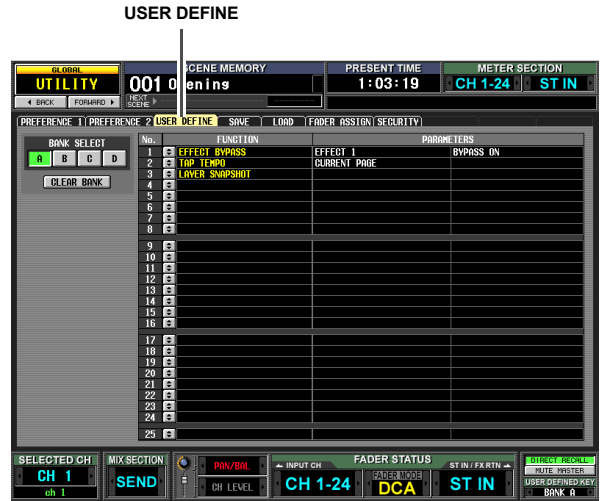 USER DEFINE
GLOBAL
UTILITY
BACK FORWARD
SCENE MEMORY
001 Opening
NEXT SCENE
PRESENT TIME
1:03:19
METER SECTION
CH 1-24 ST IN
PREFERENCE 1 PREFERENCE 2 USER DEFINE SAVE LOAD FADER ASSIGN SECURITY
BANK SELECT
A B C D
CLEAR BANK
No. FUNCTION PARAMETERS
1 EFFECT BYPASS EFFECT 1 BYPASS ON
2 TAP TEMPO CURRENT PAGE
3 LAYER SNAPSHOT
4
5
6
7
8
9
10
11
12
13
14
15
16
17
18
19
20
21
22
23
24
25
SELECTED CH
CH 1
ch 1
MIX SECTION
SEND
PAN/BAL
CH LEVEL
FADER STATUS
INPUT CH
CH 1-24
FADER MODE
DCA
ST IN / FX RTN
ST IN
DIRECT RECALL
MUTE MASTER
USER DEFINED KEY
BANK A